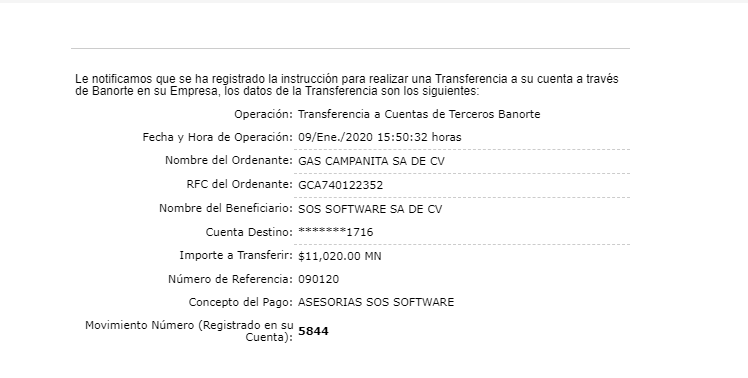 Le notificamos que se ha registrado la instrucción para realizar una Transferencia a su cuenta a través
de Banorte en su Empresa, los datos de la Transferencia son los siguientes:
Operación: Transferencia a Cuentas de Terceros Banorte
Fecha y Hora de Operación: 09/Ene./2020 15:50:32 horas
Nombre del Ordenante: GAS CAMPANITA SA DE CV
RFC del Ordenante: GCA740122352
Nombre del Beneficiario: SOS SOFTWARE SA DE CV
Cuenta Destino: *******1716
Importe a Transferir: $11,020.00 MN
Número de Referencia: 090120
Concepto del Pago: ASESORIAS SOS SOFTWARE
Movimiento Número (Registrado en su
Cuenta): 5844